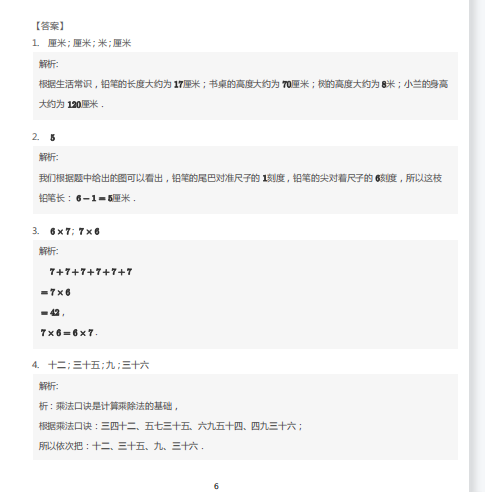 【答案】
1. 厘米 ; 厘米 ; 米 ; 厘米
解析:
根据生活常识，铅笔的长度大约为 17厘米；书桌的高度大约为 70厘米；树的高度大约为 8米；小兰的身高
大约为 120厘米．
2. 5
解析:
我们根据题中给出的图可以看出，铅笔的尾巴对准尺子的 1刻度，铅笔的尖对着尺子的 6刻度，所以这枝
铅笔长： 6 − 1 = 5厘米．
3. 6 × 7 ; 7 × 6
解析:
7 + 7 + 7 + 7 + 7 + 7
= 7 × 6
= 42 ，
7 × 6 = 6 × 7 ．
4. 十二 ; 三十五 ; 九 ; 三十六
解析:
析：乘法口诀是计算乘除法的基础，
根据乘法口诀：三四十二、五七三十五、六九五十四、四九三十六；
所以依次把：十二、三十五、九、三十六．
6